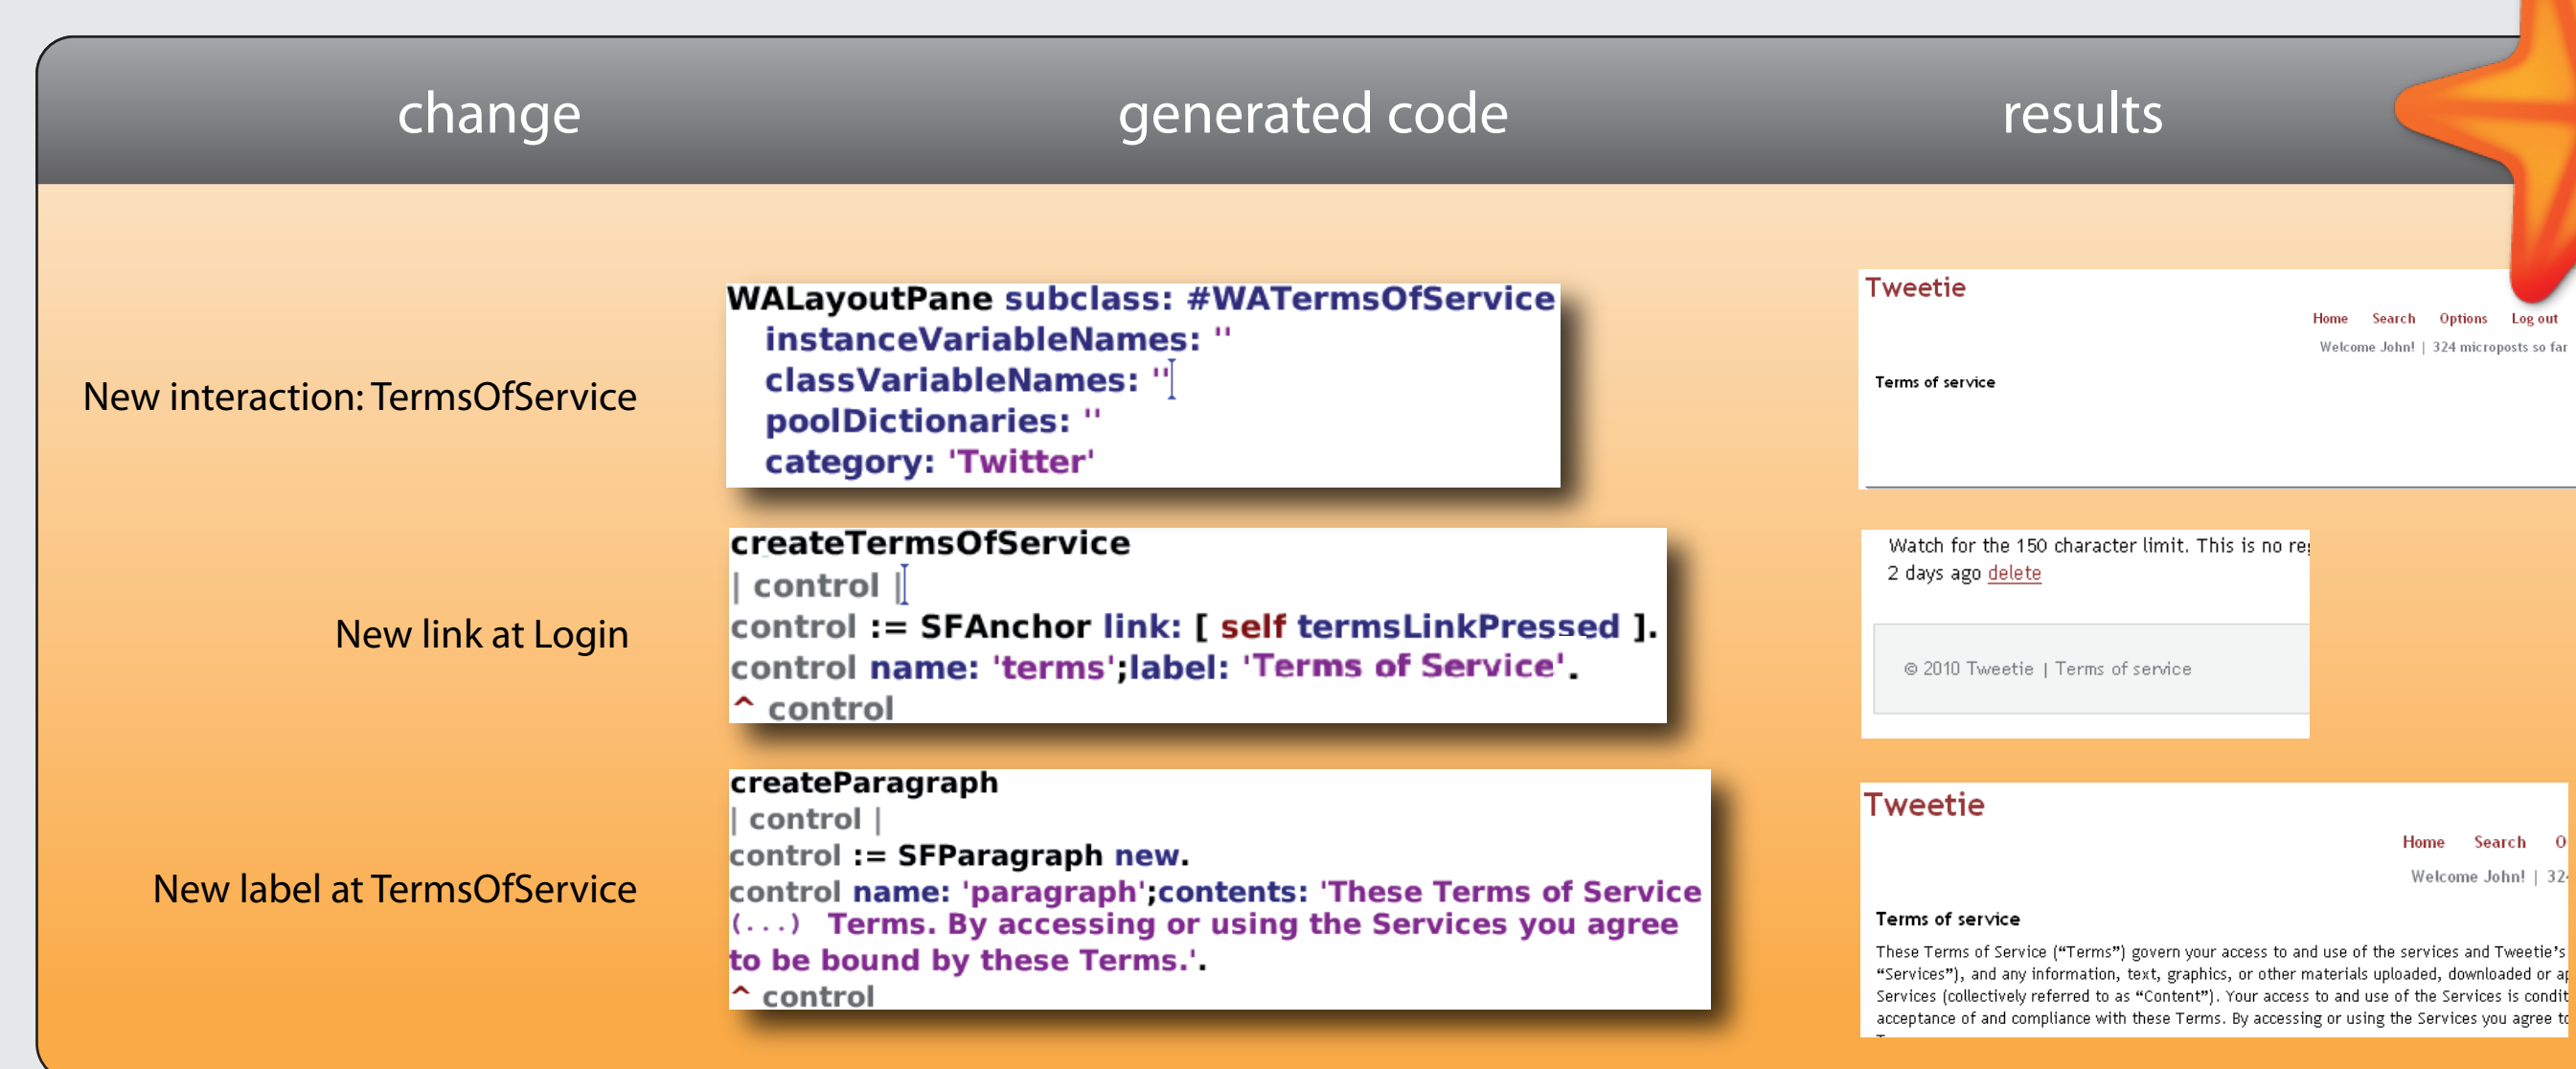 change
generated code
results
New interaction: TermsOfService
WALayoutPane subclass: #WATermsOfService
instanceVariableNames: ''
classVariableNames: ''
poolDictionaries: ''
category: 'Twitter'
Tweetie
Home Search Options Log out
Welcome John! | 324 microposts so far
Terms of service
New link at Login
createTermsOfService
| control |
control := SFAnchor link: [ self termsLinkPressed ].
control name: 'terms';label: 'Terms of Service'.
^ control
Watch for the 150 character limit. This is no
2 days ago delete
© 2010 Tweetie | Terms of service
New label at TermsOfService
createParagraph
| control |
control := SFParagraph new.
control name: 'paragraph';contents: 'These Terms of Service
(...) Terms. By accessing or using the Services you agree
to be bound by these Terms.'.
^ control
Tweetie
Home Search
Welcome John! |
Terms of service
These Terms of Service (“Terms”) govern your access to and use of the services and Tweetie’s
“Services”), and any information, text, graphics, or other materials uploaded, downloaded or
Services (collectively referred to as “Content”). Your access to and use of the Services is
acceptance of and compliance with these Terms. By accessing or using the Services you agree